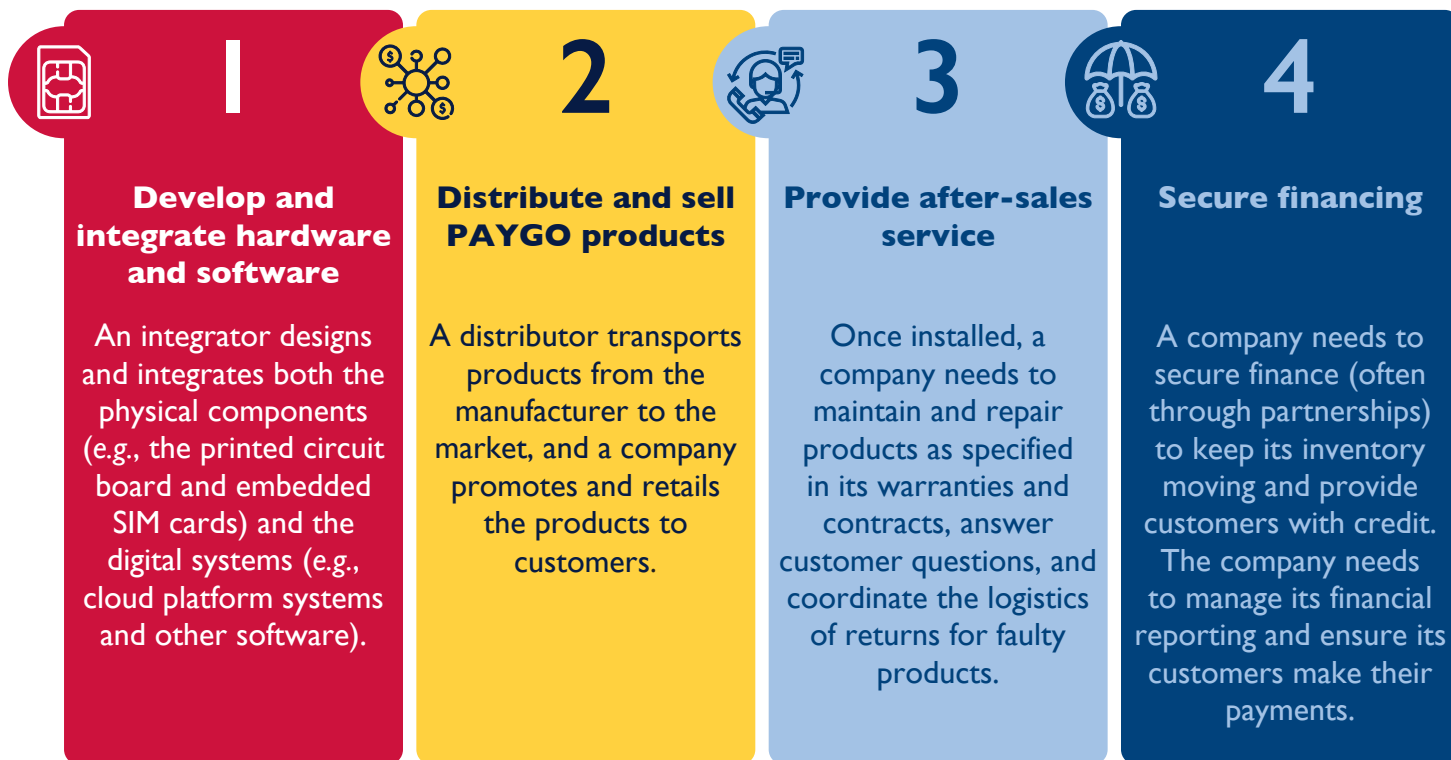 1
Develop and
integrate hardware
and software
An integrator designs
and integrates both the
physical components
(e.g., the printed circuit
board and embedded
SIM cards) and the
digital systems (e.g.,
cloud platform systems
and other software).
2
Distribute and sell
PAYGO products
A distributor transports
products from the
manufacturer to the
market, and a company
promotes and retails
the products to
customers.
3
Provide after-sales
service
Once installed, a
company needs to
maintain and repair
products as specified
in its warranties and
contracts, answer
customer questions, and
coordinate the logistics
of returns for faulty
products.
4
Secure financing
A company needs to
secure finance (often
through partnerships)
to keep its inventory
moving and provide
customers with credit.
The company needs
to manage its financial
reporting and ensure its
customers make their
payments.